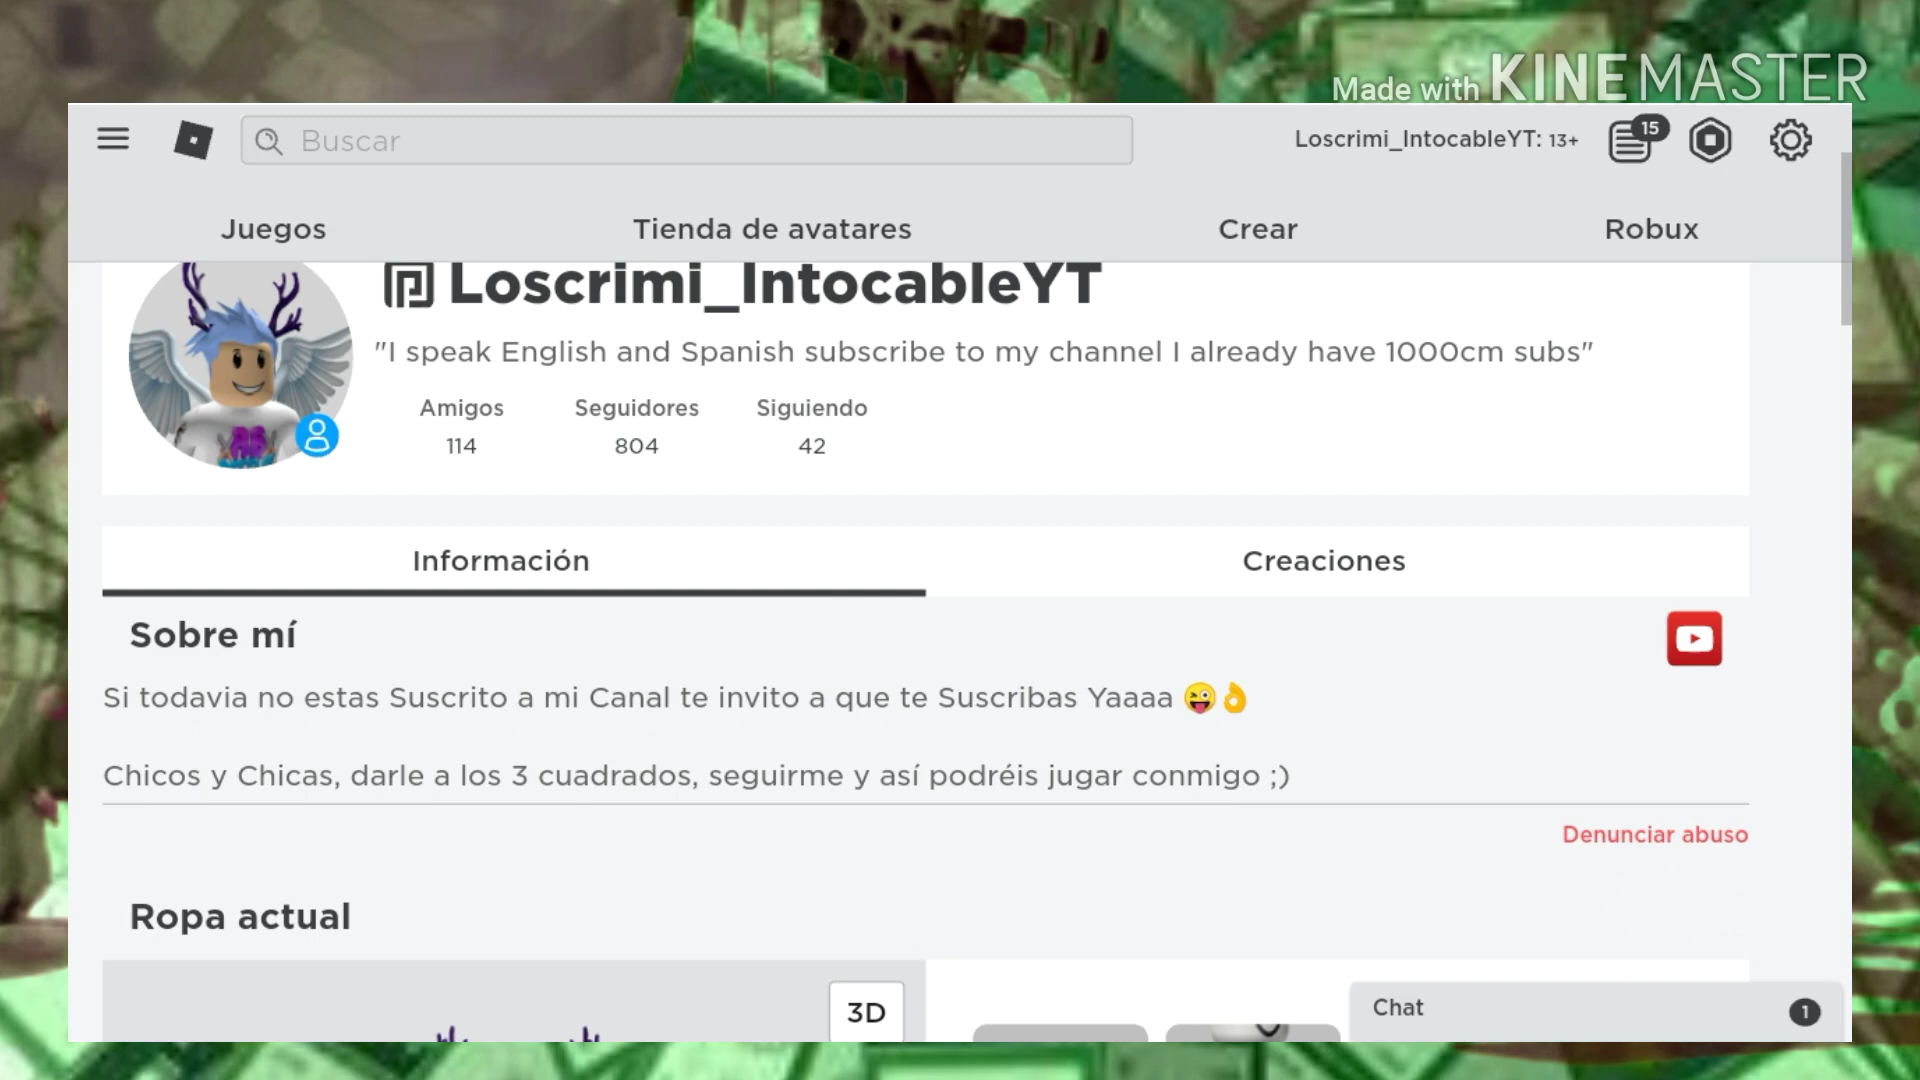 Made with KINEMASTER
Buscar
Loscrimi_IntocableYT: 13+
15
Juegos
Tienda de avatares
Crear
Robux
Loscrimi_IntocableYT
"I speak English and Spanish subscribe to my channel I already have 1000cm subs"
Amigos
Seguidores
Siguiendo
114
804
42
Información
Creaciones
Sobre mí
Si todavia no estas Suscrito a mi Canal te invito a que te Suscribas Yaaaa 😜👌
Chicos y Chicas, darle a los 3 cuadrados, seguirme y así podréis jugar conmigo ;)
Denunciar abuso
Ropa actual
3D
Chat
1